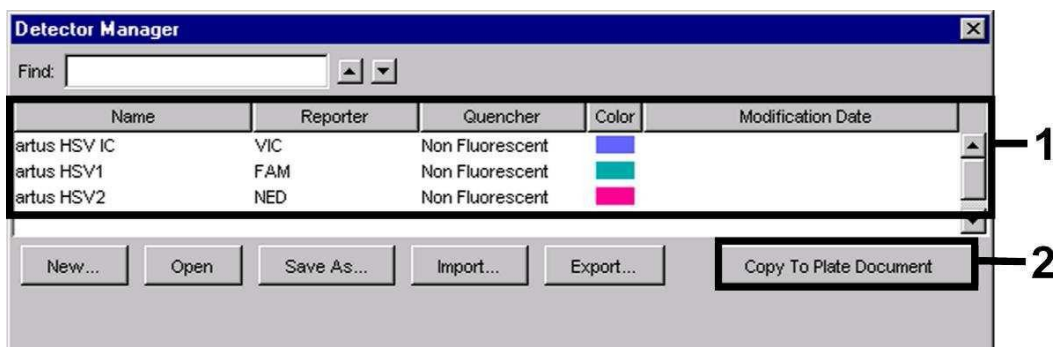 Detector Manager
Find:
Name Reporter Quencher Color Modification Date
artus HSV IC VIC Non Fluorescent
artus HSV1 FAM Non Fluorescent
artus HSV2 NED Non Fluorescent
1
New... Open Save As... Import... Export... Copy To Plate Document
2